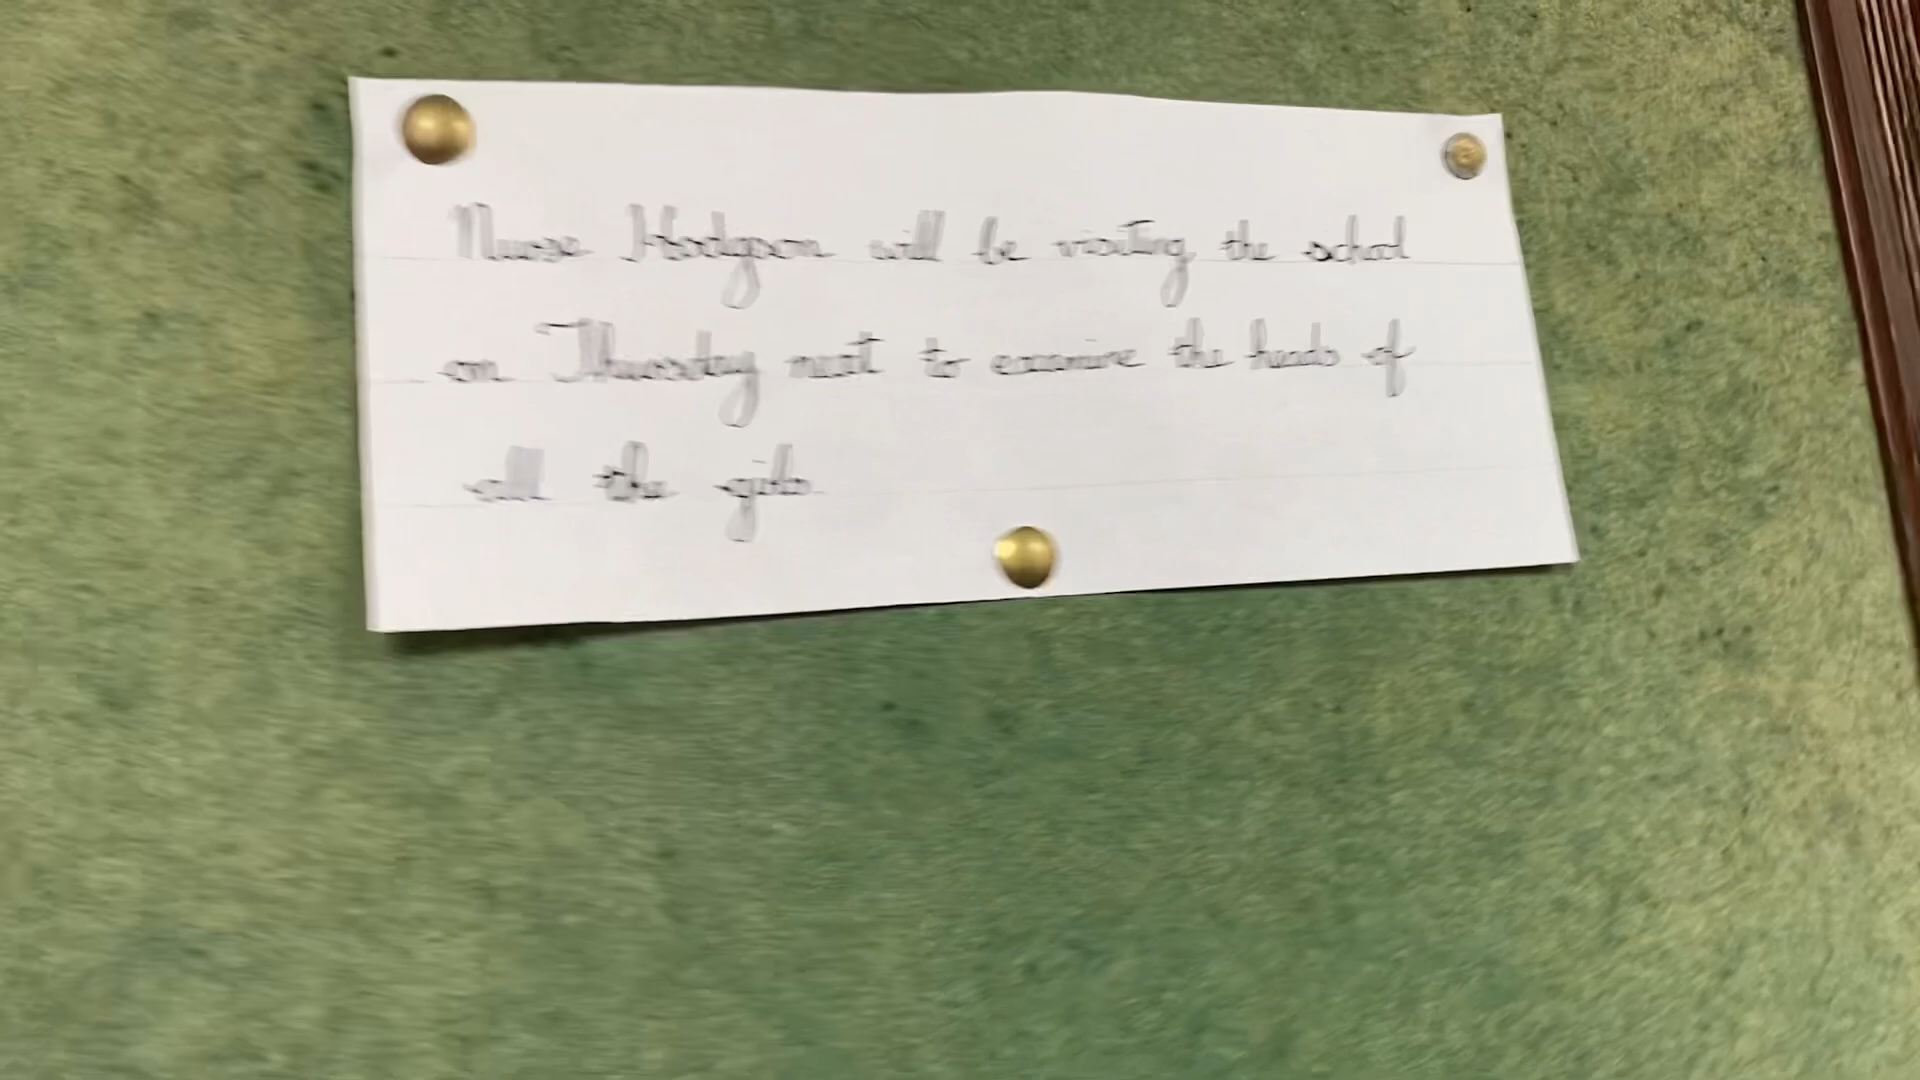 Nurse Hodgson will be visiting the school
on Thursday next to examine the heads of
all the girls